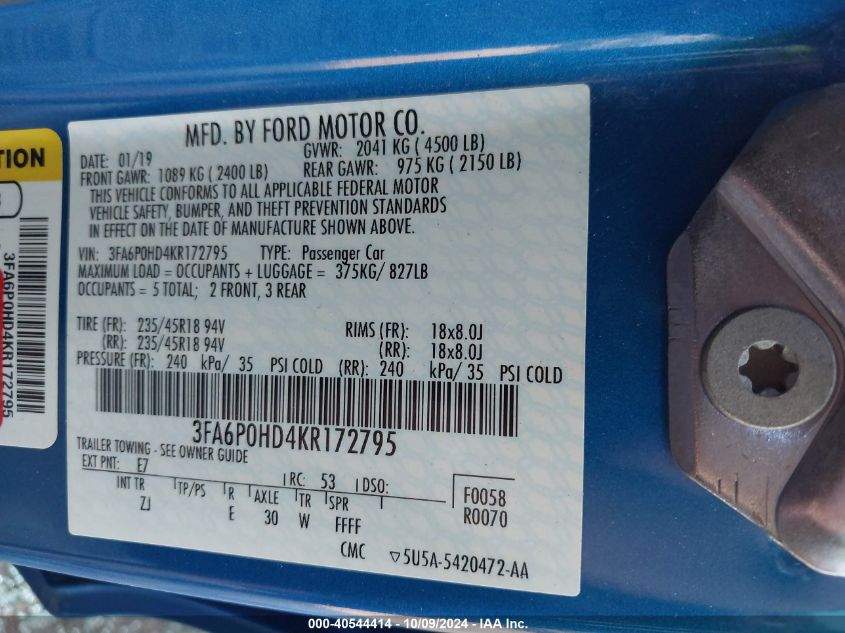 TION
3FA6P0HD4KR172795
MFD. BY FORD MOTOR CO.
DATE: 01/19 GVWR: 2041 KG ( 4500 LB)
FRONT GAWR: 1089 KG ( 2400 LB) REAR GAWR: 975 KG ( 2150 LB)
THIS VEHICLE CONFORMS TO ALL APPLICABLE FEDERAL MOTOR
VEHICLE SAFETY, BUMPER, AND THEFT PREVENTION STANDARDS
IN EFFECT ON THE DATE OF MANUFACTURE SHOWN ABOVE.
VIN: 3FA6P0HD4KR172795 TYPE: Passenger Car
MAXIMUM LOAD = OCCUPANTS + LUGGAGE = 375KG/ 827LB
OCCUPANTS = 5 TOTAL; 2 FRONT, 3 REAR
TIRE (FR): 235/45R18 94V RIMS (FR): 18x8.0J
(RR): 235/45R18 94V (RR): 18x8.0J
PRESSURE (FR): 240 kPa/ 35 PSI COLD (RR): 240 kPa/ 35 PSI COLD
3FA6P0HD4KR172795
TRAILER TOWING - SEE OWNER GUIDE
EXT PNT: E7 RC: 53 DSO: F0058
INT TR TP/PS R AXLE TR SPR R0070
ZJ E 30 W FFFF
CMC ▽5U5A-5420472-AA
000-40544414 - 10/09/2024 - IAA Inc.